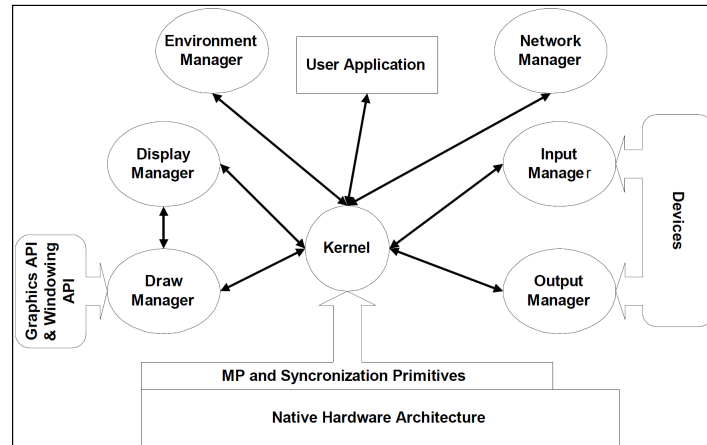 Environment
Manager
User Application
Network
Manager
Display
Manager
Input
Manager
Devices
Kernel
Graphics API
& Windowing
API
Draw
Manager
Output
Manager
MP and Syncronization Primitives
Native Hardware Architecture